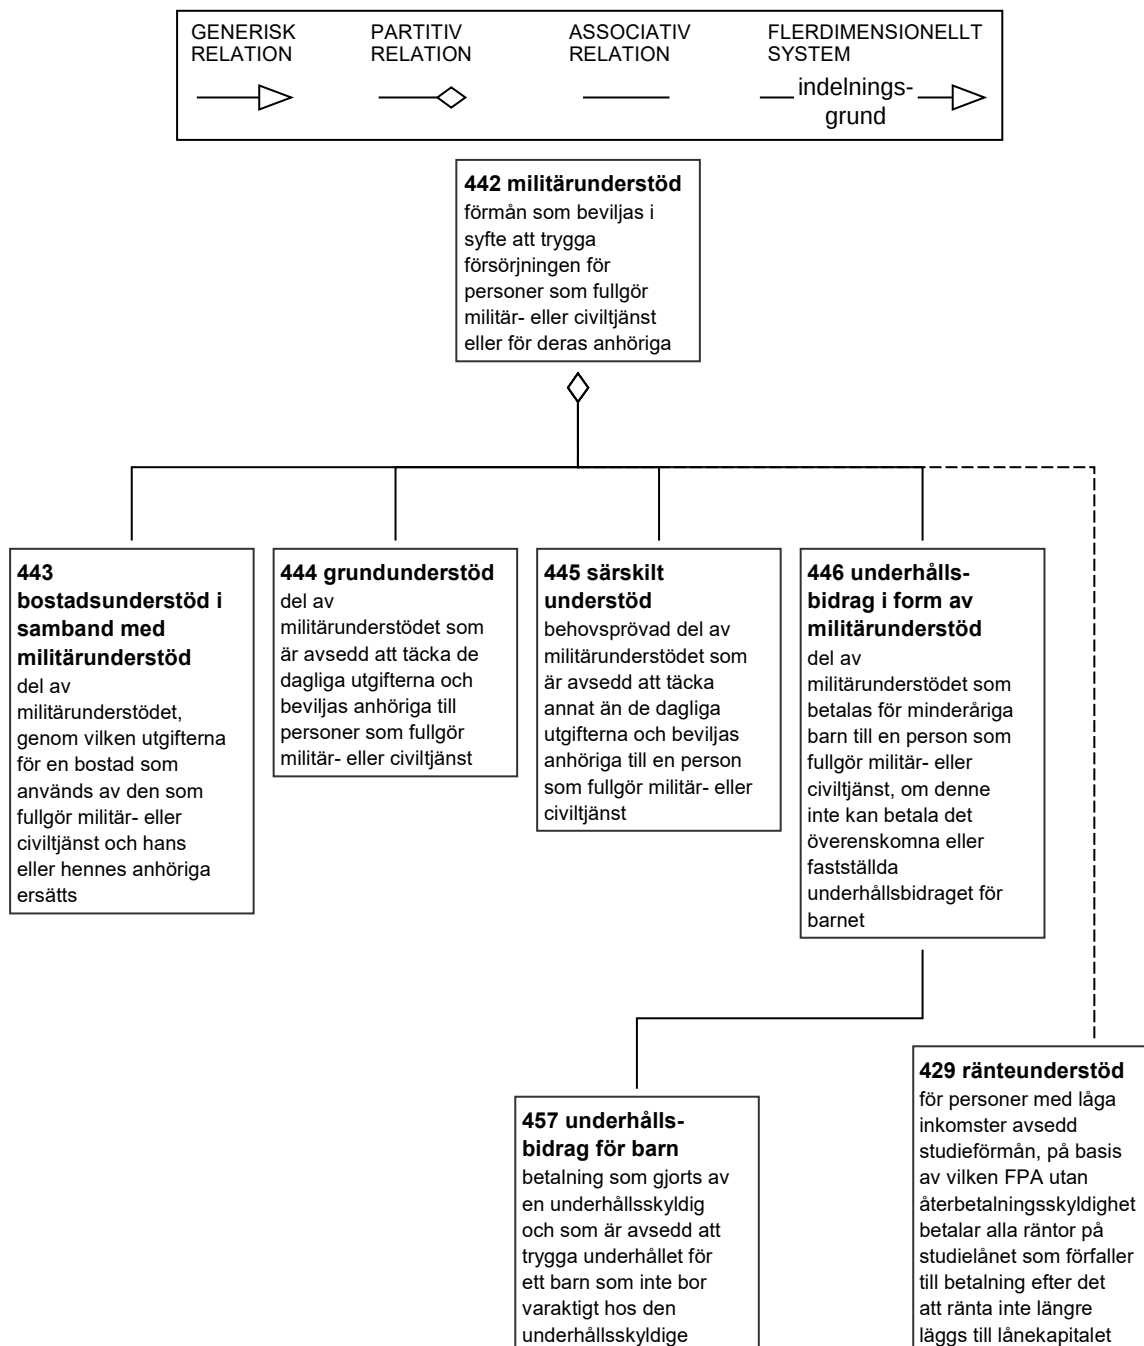 GENERISK
RELATION
PARTITIV
RELATION
ASSOCIATIV
RELATION
FLERDIMENSIONELLT
SYSTEM
indelnings-
grund
442 militärunderstöd
förmån som beviljas i
syfte att trygga
försörjningen för
personer som fullgör
militär- eller civiltjänst
eller för deras anhöriga
443
bostadsunderstöd i
samband med
militärunderstöd
del av
militärunderstödet,
genom vilken utgifterna
för en bostad som
används av den som
fullgör militär- eller
civiltjänst och hans
eller hennes anhöriga
ersätts
444 grundunderstöd
del av
militärunderstödet som
är avsedd att täcka de
dagliga utgifterna och
beviljas anhöriga till
personer som fullgör
militär- eller civiltjänst
445 särskilt
understöd
behovsprövad del av
militärunderstödet som
är avsedd att täcka
annat än de dagliga
utgifterna och beviljas
anhöriga till en person
som fullgör militär- eller
civiltjänst
446 underhålls-
bidrag i form av
militärunderstöd
del av
militärunderstödet som
betalas för minderåriga
barn till en person som
fullgör militär- eller
civiltjänst, om denne
inte kan betala det
överenskomna eller
fastställda
underhållsbidraget för
barnet
457 underhålls-
bidrag för barn
betalning som gjorts av
en underhållsskyldig
och som är avsedd att
trygga underhållet för
ett barn som inte bor
varaktigt hos den
underhållsskyldige
429 ränteunderstöd
för personer med låga
inkomster avsedd
studieförmån, på basis
av vilken FPA utan
återbetalningsskyldighet
betalar alla räntor på
studielånet som förfaller
till betalning efter det
att ränta inte längre
läggs till lånekapitalet